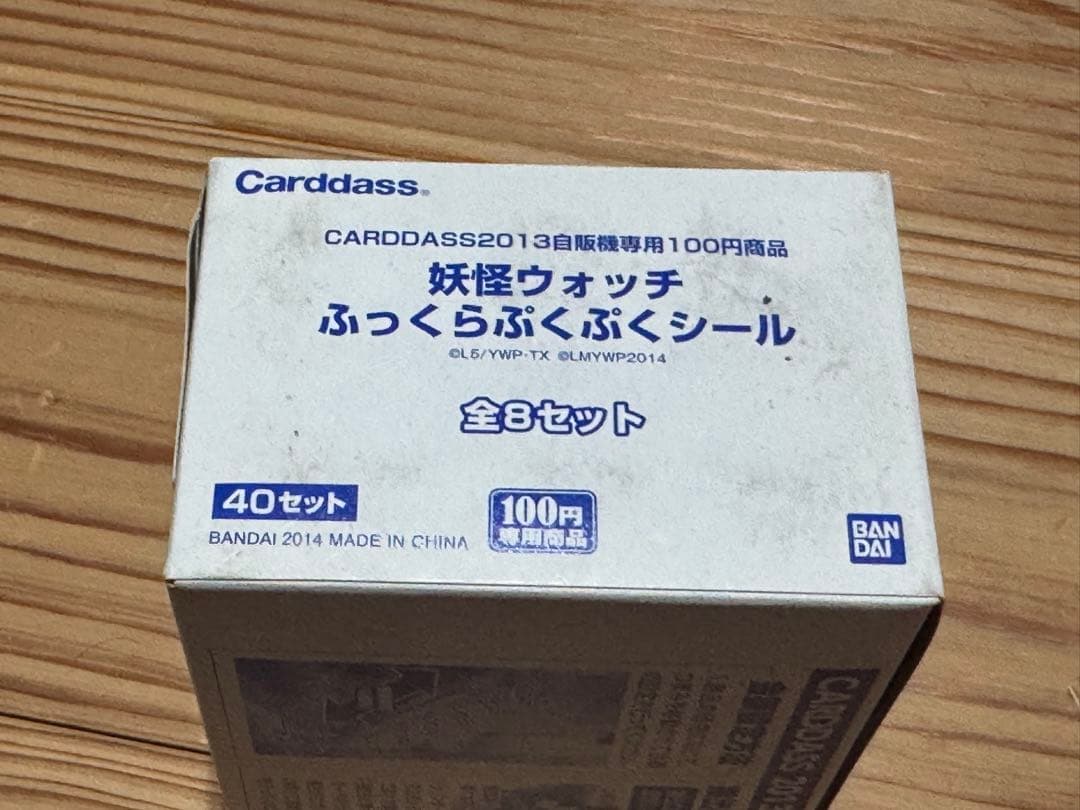 Carddass®
CARDDASS2013自販機専用100円商品
妖怪ウォッチ
ふっくらぷくぷくシール
©L5/YWP・TX ©LMYWP2014
全8セット
40セット
100円
専用商品
BANDAI 2014 MADE IN CHINA
BAN
DAI
CARDDASS